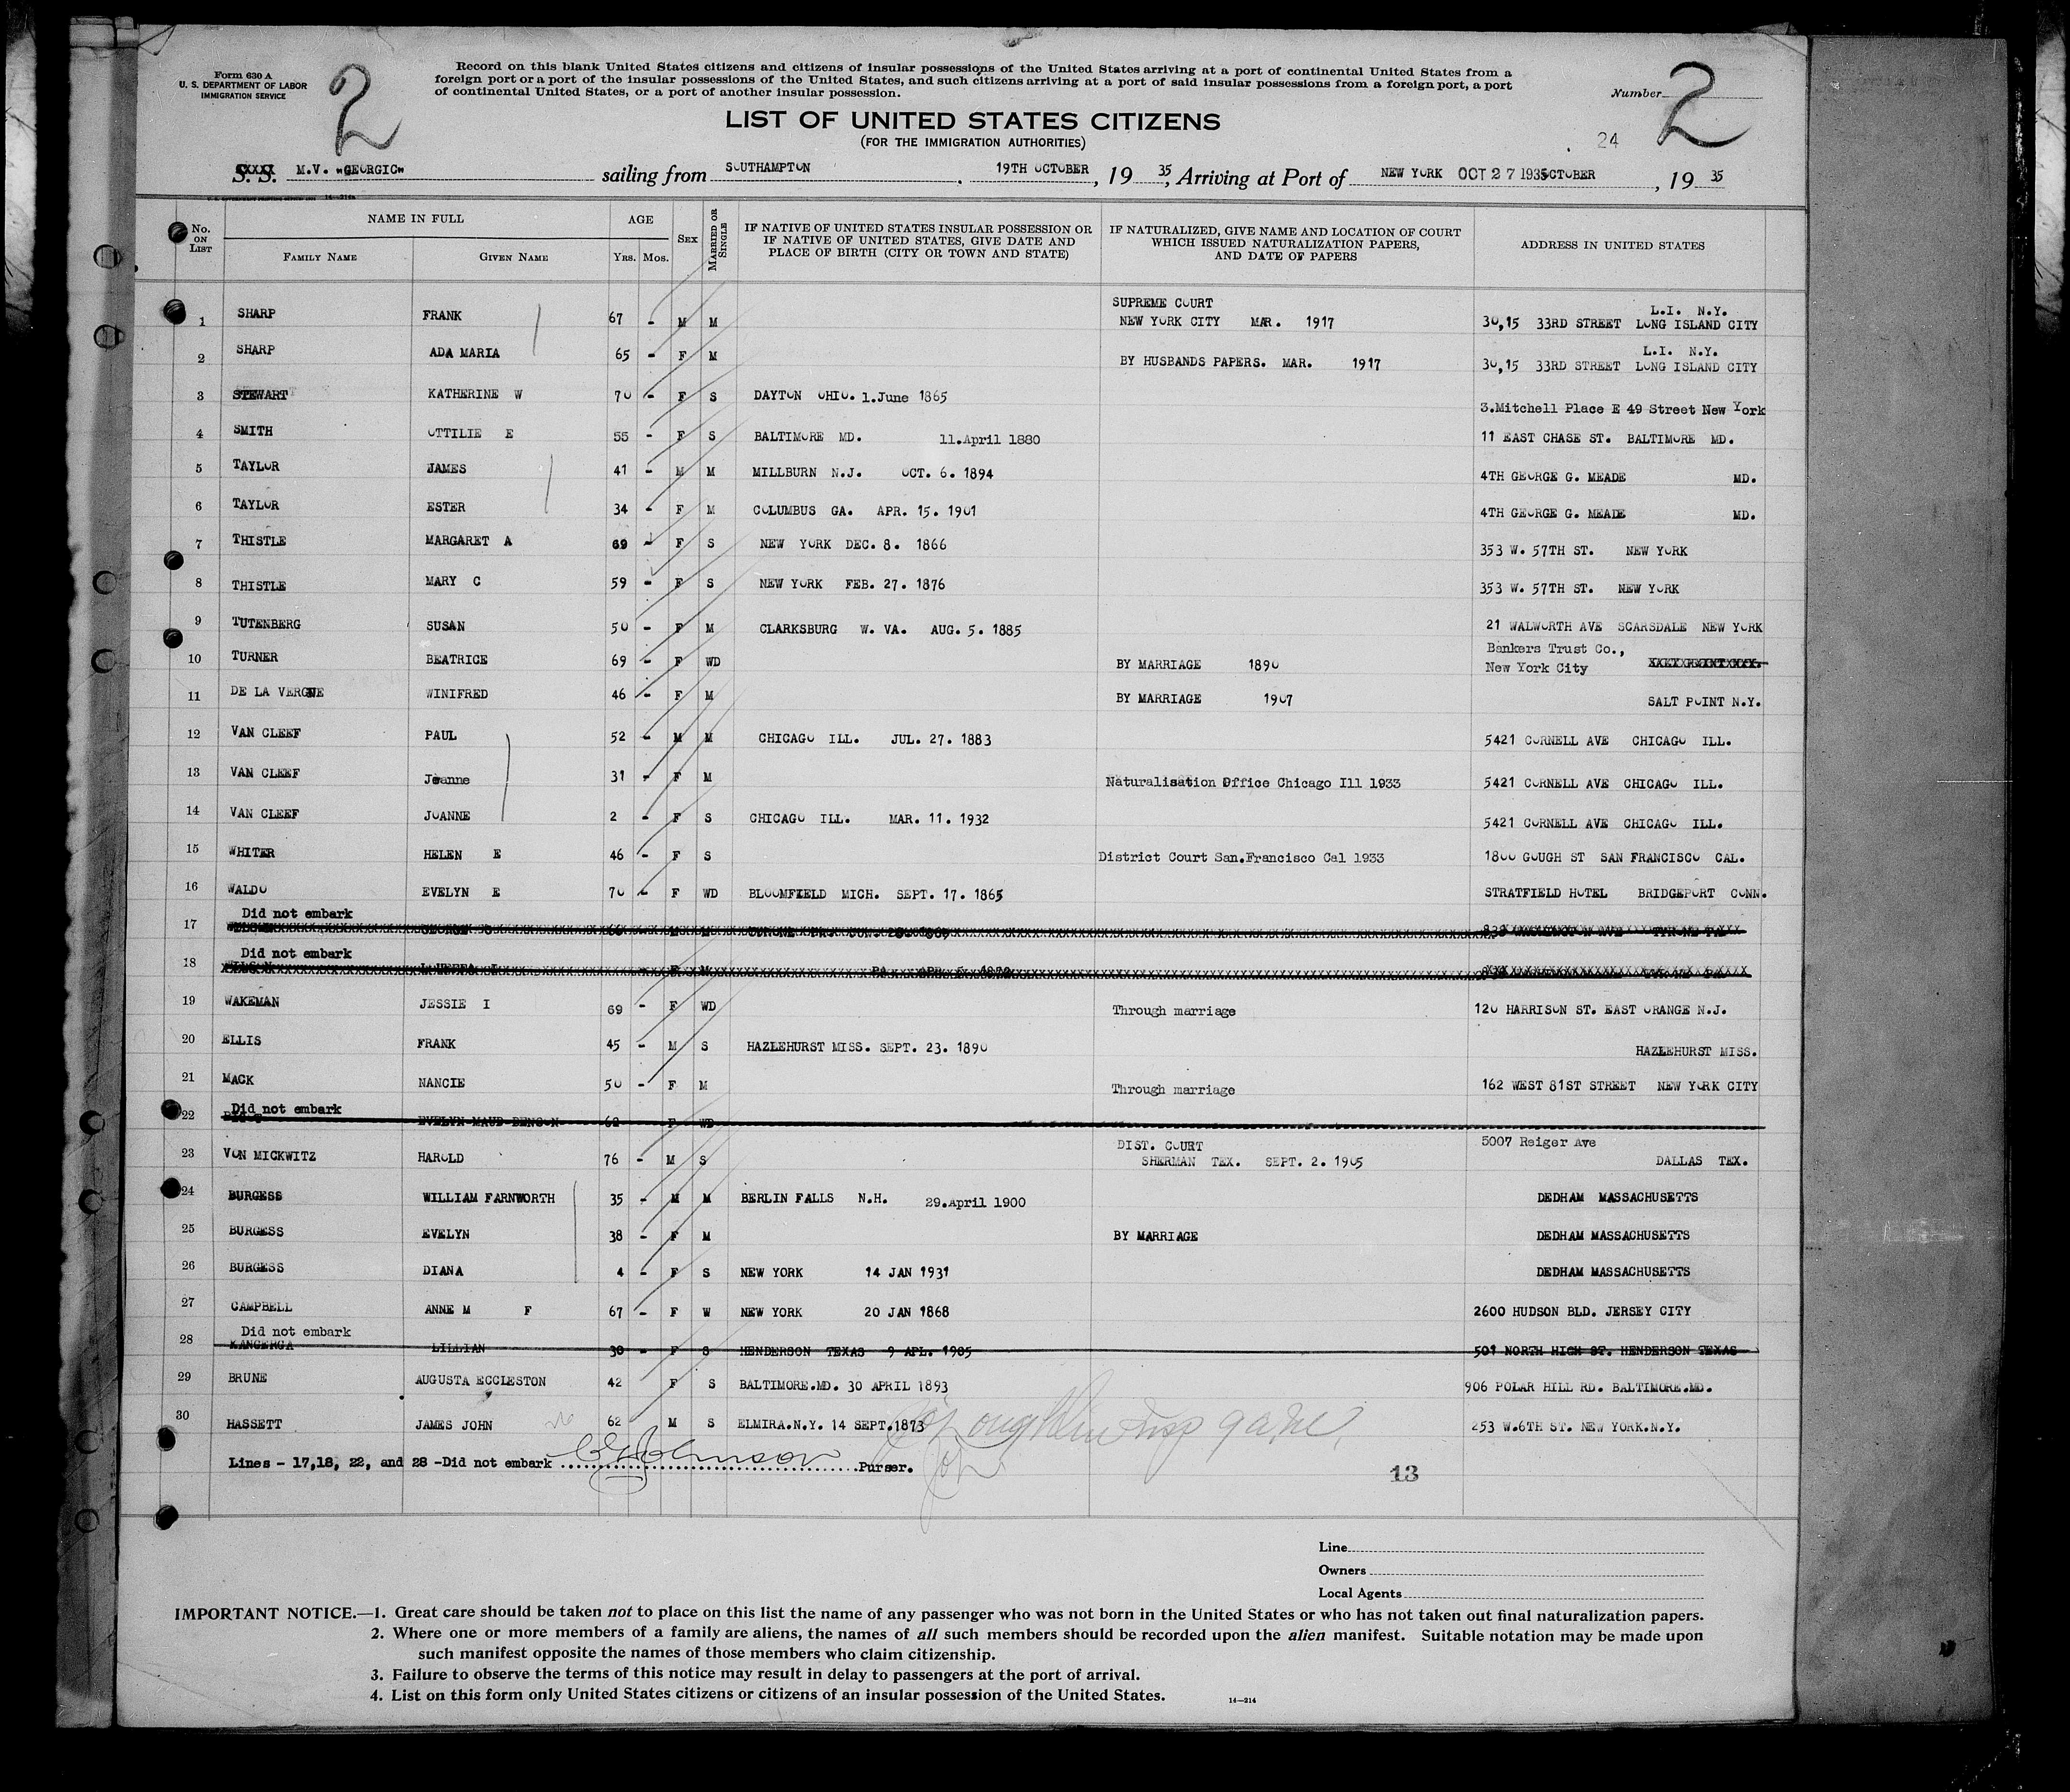 Form 630 A
U. S. DEPARTMENT OF LABOR
IMMIGRATION SERVICE
2
Record on this blank United States citizens and citizens of insular possessions of the United States arriving at a port of continental United States from a
foreign port or a port of the insular possessions of the United States, and such citizens arriving at a port of said insular possessions from a foreign port, a port
of continental United States, or a port of another insular possession.
Number 2
LIST OF UNITED STATES CITIZENS
(FOR THE IMMIGRATION AUTHORITIES)
24
S. S. M.V. "GEORGIC" sailing from SOUTHAMPTON, 19TH OCTOBER, 19 35, Arriving at Port of NEW YORK OCT 27 1935 OCTOBER, 19 35
No. ON LIST NAME IN FULL FAMILY NAME GIVEN NAME AGE YRS. MOS. SEX MARRIED OR SINGLE IF NATIVE OF UNITED STATES INSULAR POSSESSION OR IF NATIVE OF UNITED STATES, GIVE DATE AND PLACE OF BIRTH (CITY OR TOWN AND STATE) IF NATURALIZED, GIVE NAME AND LOCATION OF COURT WHICH ISSUED NATURALIZATION PAPERS, AND DATE OF PAPERS ADDRESS IN UNITED STATES
1 SHARP FRANK 67 - M M SUPREME COURT NEW YORK CITY MAR. 1917 30,15 33RD STREET LONG ISLAND CITY L.I. N.Y.
2 SHARP ADA MARIA 65 - F M BY HUSBANDS PAPERS. MAR. 1917 30,15 33RD STREET LONG ISLAND CITY L.I. N.Y.
3 STEWART KATHERINE W 70 - F S DAYTON OHIO. 1.June 1865 3.Mitchell Place E 49 Street New York
4 SMITH OTTILIE E 55 - F S BALTIMORE MD. 11.April 1880 11 EAST CHASE ST. BALTIMORE MD.
5 TAYLOR JAMES 41 - M M MILLBURN N.J. OCT. 6. 1894 4TH GEORGE G. MEADE MD.
6 TAYLOR ESTER 34 - F M COLUMBUS GA. APR. 15. 1901 4TH GEORGE G. MEADE MD.
7 THISTLE MARGARET A 69 - F S NEW YORK DEC. 8. 1866 353 W. 57TH ST. NEW YORK
8 THISTLE MARY C 59 - F S NEW YORK FEB. 27. 1876 353 W. 57TH ST. NEW YORK
9 TUTENBERG SUSAN 50 - F M CLARKSBURG W. VA. AUG. 5. 1885 21 WALWORTH AVE SCARSDALE NEW YORK
10 TURNER BEATRICE 69 - F WD BY MARRIAGE 1890 Bankers Trust Co., New York City
11 DE LA VERGNE WINIFRED 46 - F M BY MARRIAGE 1907 SALT POINT N.Y.
12 VAN CLEEF PAUL 52 - M M CHICAGO ILL. JUL. 27. 1883 5421 CORNELL AVE CHICAGO ILL.
13 VAN CLEEF Jeanne 31 - F M Naturalisation Office Chicago Ill 1933 5421 CORNELL AVE CHICAGO ILL.
14 VAN CLEEF JOANNE 2 - F S CHICAGO ILL. MAR. 11. 1932 5421 CORNELL AVE CHICAGO ILL.
15 WHITER HELEN E 46 - F S District Court San.Francisco Cal 1933 1800 GOUGH ST SAN FRANCISCO CAL.
16 WALDO EVELYN E 70 - F WD BLOOMFIELD MICH. SEPT. 17. 1865 STRATFIELD HOTEL BRIDGEPORT CONN.
17 Did not embark
18 Did not embark
19 WAKEMAN JESSIE I 69 - F WD Through marriage 120 HARRISON ST. EAST ORANGE N.J.
20 ELLIS FRANK 45 - M S HAZLEHURST MISS. SEPT. 23. 1890 HAZLEHURST MISS.
21 MACK NANCIE 50 - F M Through marriage 162 WEST 81ST STREET NEW YORK CITY
22 Did not embark EVELYN MAUD BENSON 62 F WD
23 VON MICKWITZ HAROLD 76 - M S DIST. COURT SHERMAN TEX. SEPT. 2. 1905 5007 Reiger Ave DALLAS TEX.
24 BURGESS WILLIAM FARNWORTH 35 - M M BERLIN FALLS N.H. 29.April 1900 DEDHAM MASSACHUSETTS
25 BURGESS EVELYN 38 - F M BY MARRIAGE DEDHAM MASSACHUSETTS
26 BURGESS DIANA 4 - F S NEW YORK 14 JAN 1931 DEDHAM MASSACHUSETTS
27 CAMPBELL ANNE M F 67 - F W NEW YORK 20 JAN 1868 2600 HUDSON BLD. JERSEY CITY
28 Did not embark KANGERGA LILLIAN 30 - F S HENDERSON TEXAS 9 APL. 1905 501 NORTH HIGH ST. HENDERSON TEXAS
29 BRUNE AUGUSTA ECCLESTON 42 F S BALTIMORE.MD. 30 APRIL 1893 906 POLAR HILL RD. BALTIMORE.MD.
30 HASSETT JAMES JOHN 62 M S ELMIRA.N.Y. 14 SEPT.1873 253 W.6TH ST. NEW YORK.N.Y.
Lines - 17,18, 22, and 28 -Did not embark Johnson Purser.
13
Line
Owners
Local Agents
IMPORTANT NOTICE.—1. Great care should be taken not to place on this list the name of any passenger who was not born in the United States or who has not taken out final naturalization papers.
2. Where one or more members of a family are aliens, the names of all such members should be recorded upon the alien manifest. Suitable notation may be made upon
such manifest opposite the names of those members who claim citizenship.
3. Failure to observe the terms of this notice may result in delay to passengers at the port of arrival.
4. List on this form only United States citizens or citizens of an insular possession of the United States.
14—214